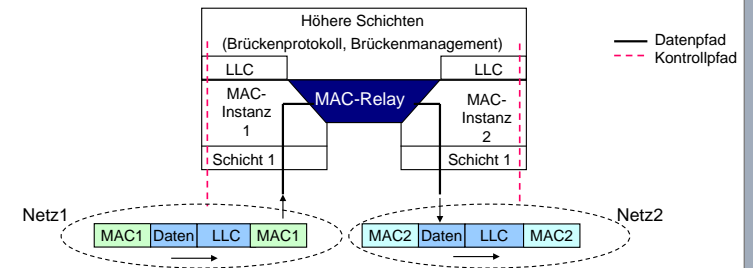 Höhere Schichten
(Brückenprotokoll, Brückenmanagement)
Datenpfad
Kontrollpfad
LLC
LLC
MAC-
Instanz
1
MAC-Relay
MAC-
Instanz
2
Schicht 1
Schicht 1
Netz1
Netz2
MAC1 Daten LLC MAC1
MAC2 Daten LLC MAC2